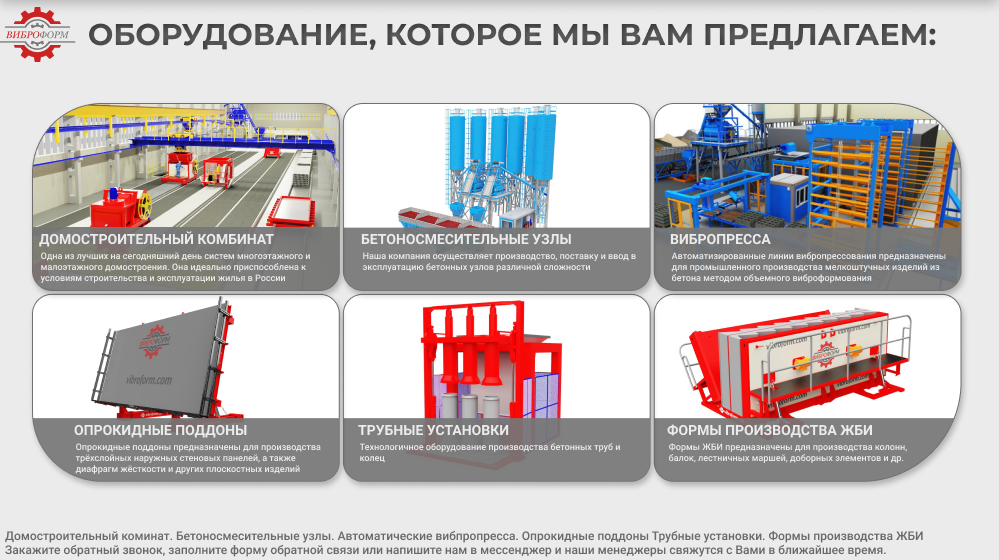 ВИБРОФОРМ
ОБОРУДОВАНИЕ, КОТОРОЕ МЫ ВАМ ПРЕДЛАГАЕМ:
ДОМОСТРОИТЕЛЬНЫЙ КОМБИНАТ
Одна из лучших на сегодняшний день систем многоэтажного и
малоэтажного домостроения. Она идеально приспособлена к
условиям строительства и эксплуатации жилья в России
БЕТОНОСМЕСИТЕЛЬНЫЕ УЗЛЫ
Наша компания осуществляет производство, поставку и ввод в
эксплуатацию бетонных узлов различной сложности
ВИБРОПРЕССА
Автоматизированные линии вибропрессования предназначены
для промышленного производства мелкоштучных изделий из
бетона методом объемного виброформования
ВИБРОФОРМ
vibroform.com
ОПРОКИДНЫЕ ПОДДОНЫ
Опрокидные поддоны предназначены для производства
трёхслойных наружных стеновых панелей, а также
диафрагм жёсткости и других плоскостных изделий
ТРУБНЫЕ УСТАНОВКИ
Технологичное оборудование производства бетонных труб и
колец
vibroform.com
vibroform.com
ВИБРОФОРМ
vibroform.com
ФОРМЫ ПРОИЗВОДСТВА ЖБИ
Формы ЖБИ предназначены для производства колонн,
балок, лестничных маршей, доборных элементов и др.
Домостроительный коминат. Бетоносмесительные узлы. Автоматические вибпропресса. Опрокидные поддоны Трубные установки. Формы производства ЖБИ
Закажите обратный звонок, заполните форму обратной связи или напишите нам в мессенджер и наши менеджеры свяжутся с Вами в ближайшее время.